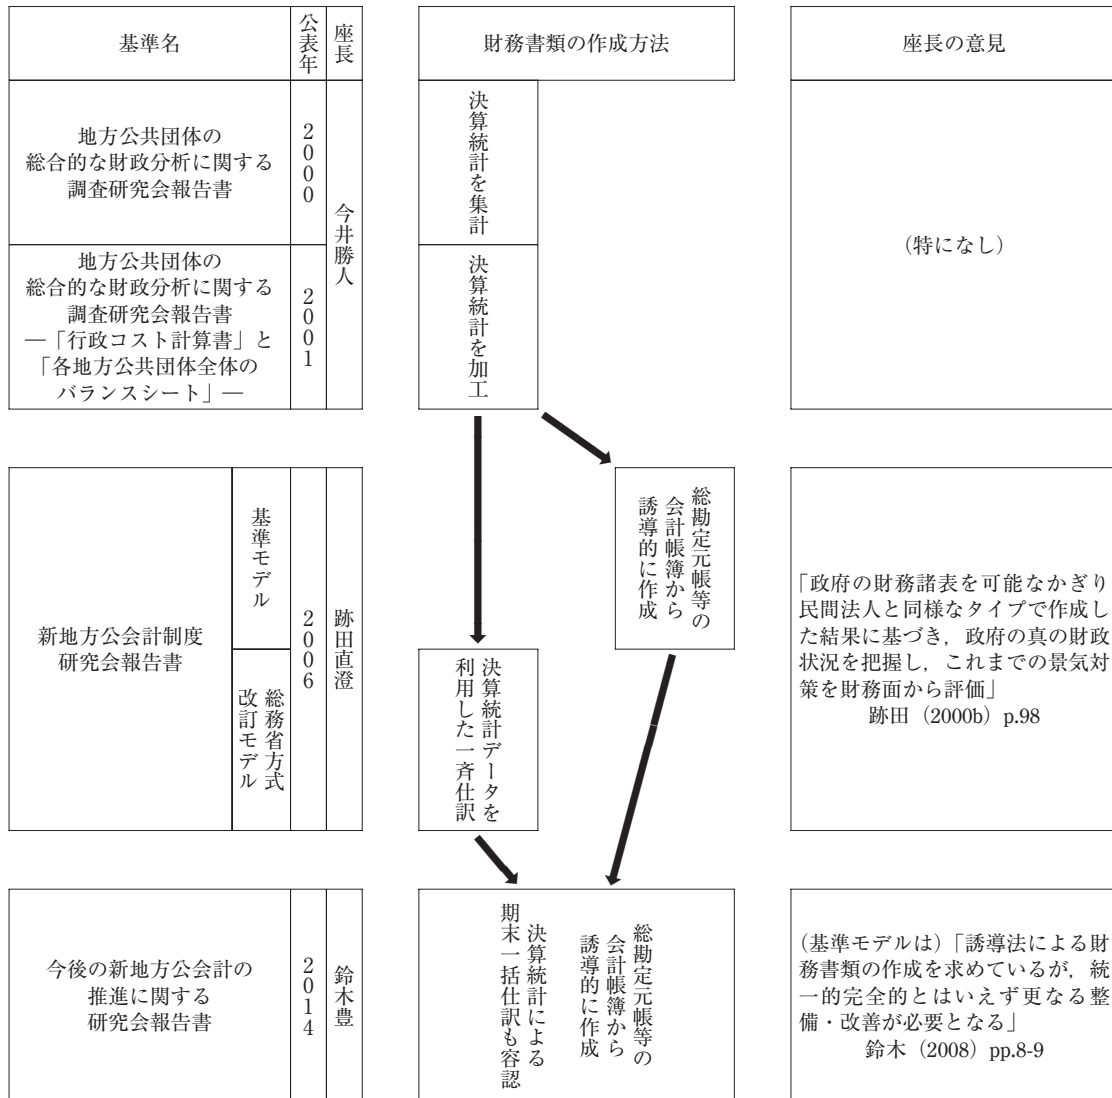 基準名
公表年
座長
財務書類の作成方法
座長の意見
地方公共団体の
総合的な財政分析に関する
調査研究会報告書
2000
今井勝人
決算統計を集計
(特になし)
地方公共団体の
総合的な財政分析に関する
調査研究会報告書
―「行政コスト計算書」と
「各地方公共団体全体の
バランスシート」―
2001
決算統計を加工
新地方公会計制度
研究会報告書
基準モデル
総務省方式
改訂モデル
2006
跡田直澄
総勘定元帳等の
会計帳簿から
誘導的に作成
決算統計データを
利用した一斉仕訳
「政府の財務諸表を可能なかぎり
民間法人と同様なタイプで作成し
た結果に基づき，政府の真の財政
状況を把握し，これまでの景気対
策を財務面から評価」
跡田（2000b）p.98
今後の新地方公会計の
推進に関する
研究会報告書
2014
鈴木豊
総勘定元帳等の
会計帳簿から
誘導的に作成
決算統計による
期末一括仕訳も容認
(基準モデルは)「誘導法による財
務書類の作成を求めているが，統
一的完全的とはいえず更なる整
備・改善が必要となる」
鈴木（2008）pp.8-9